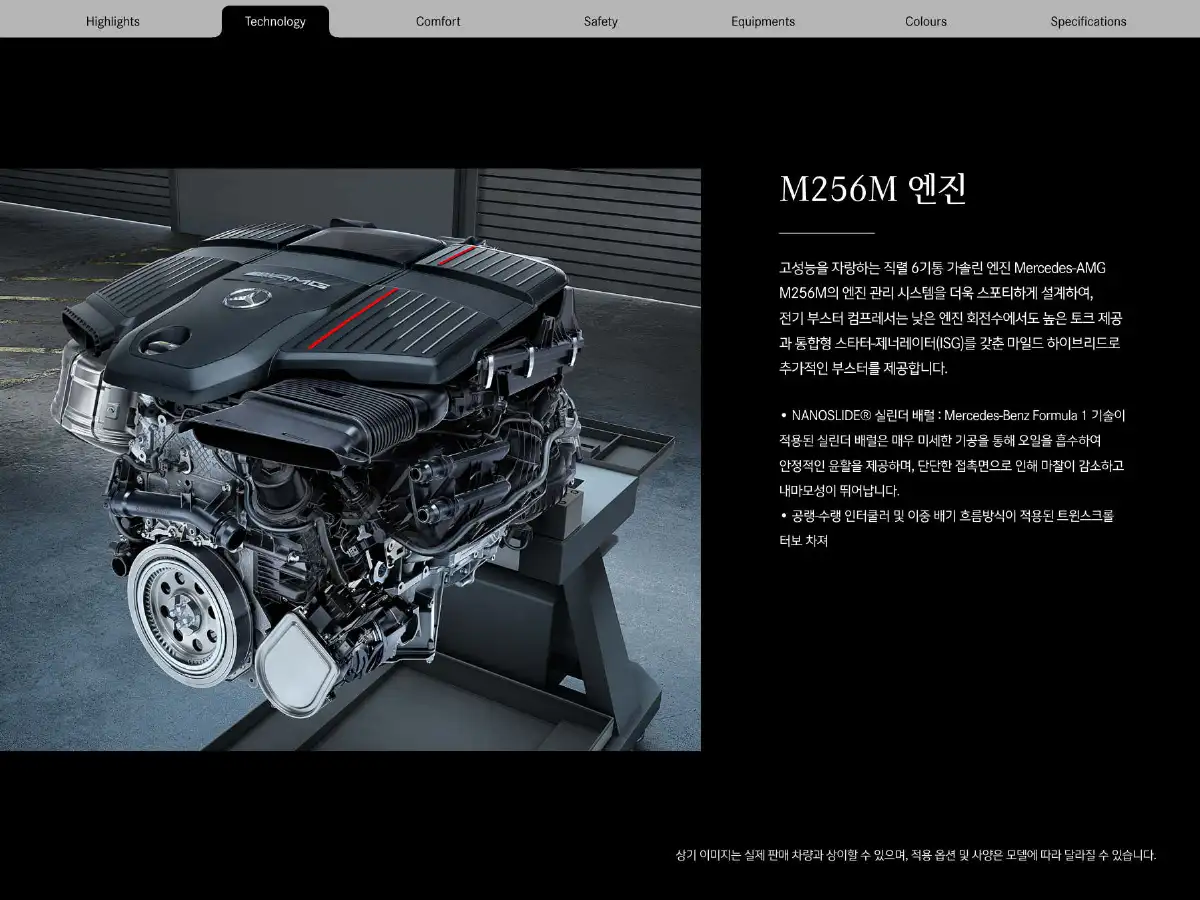 Highlights
Technology
Comfort
Safety
Equipments
Colours
Specifications
AMG
M256M 엔진
고성능을 자랑하는 직렬 6기통 가솔린 엔진 Mercedes-AMG
M256M의 엔진 관리 시스템을 더욱 스포티하게 설계하여,
전기 부스터 컴프레서는 낮은 엔진 회전수에서도 높은 토크 제공
과 통합형 스타터-제너레이터(ISG)를 갖춘 마일드 하이브리드로
추가적인 부스터를 제공합니다.
• NANOSLIDE® 실린더 배럴 : Mercedes-Benz Formula 1 기술이
적용된 실린더 배럴은 매우 미세한 기공을 통해 오일을 흡수하여
안정적인 윤활을 제공하며, 단단한 접촉면으로 인해 마찰이 감소하고
내마모성이 뛰어납니다.
• 공랭-수랭 인터쿨러 및 이중 배기 흐름방식이 적용된 트윈스크롤
터보 차져
상기 이미지는 실제 판매 차량과 상이할 수 있으며, 적용 옵션 및 사양은 모델에 따라 달라질 수 있습니다.